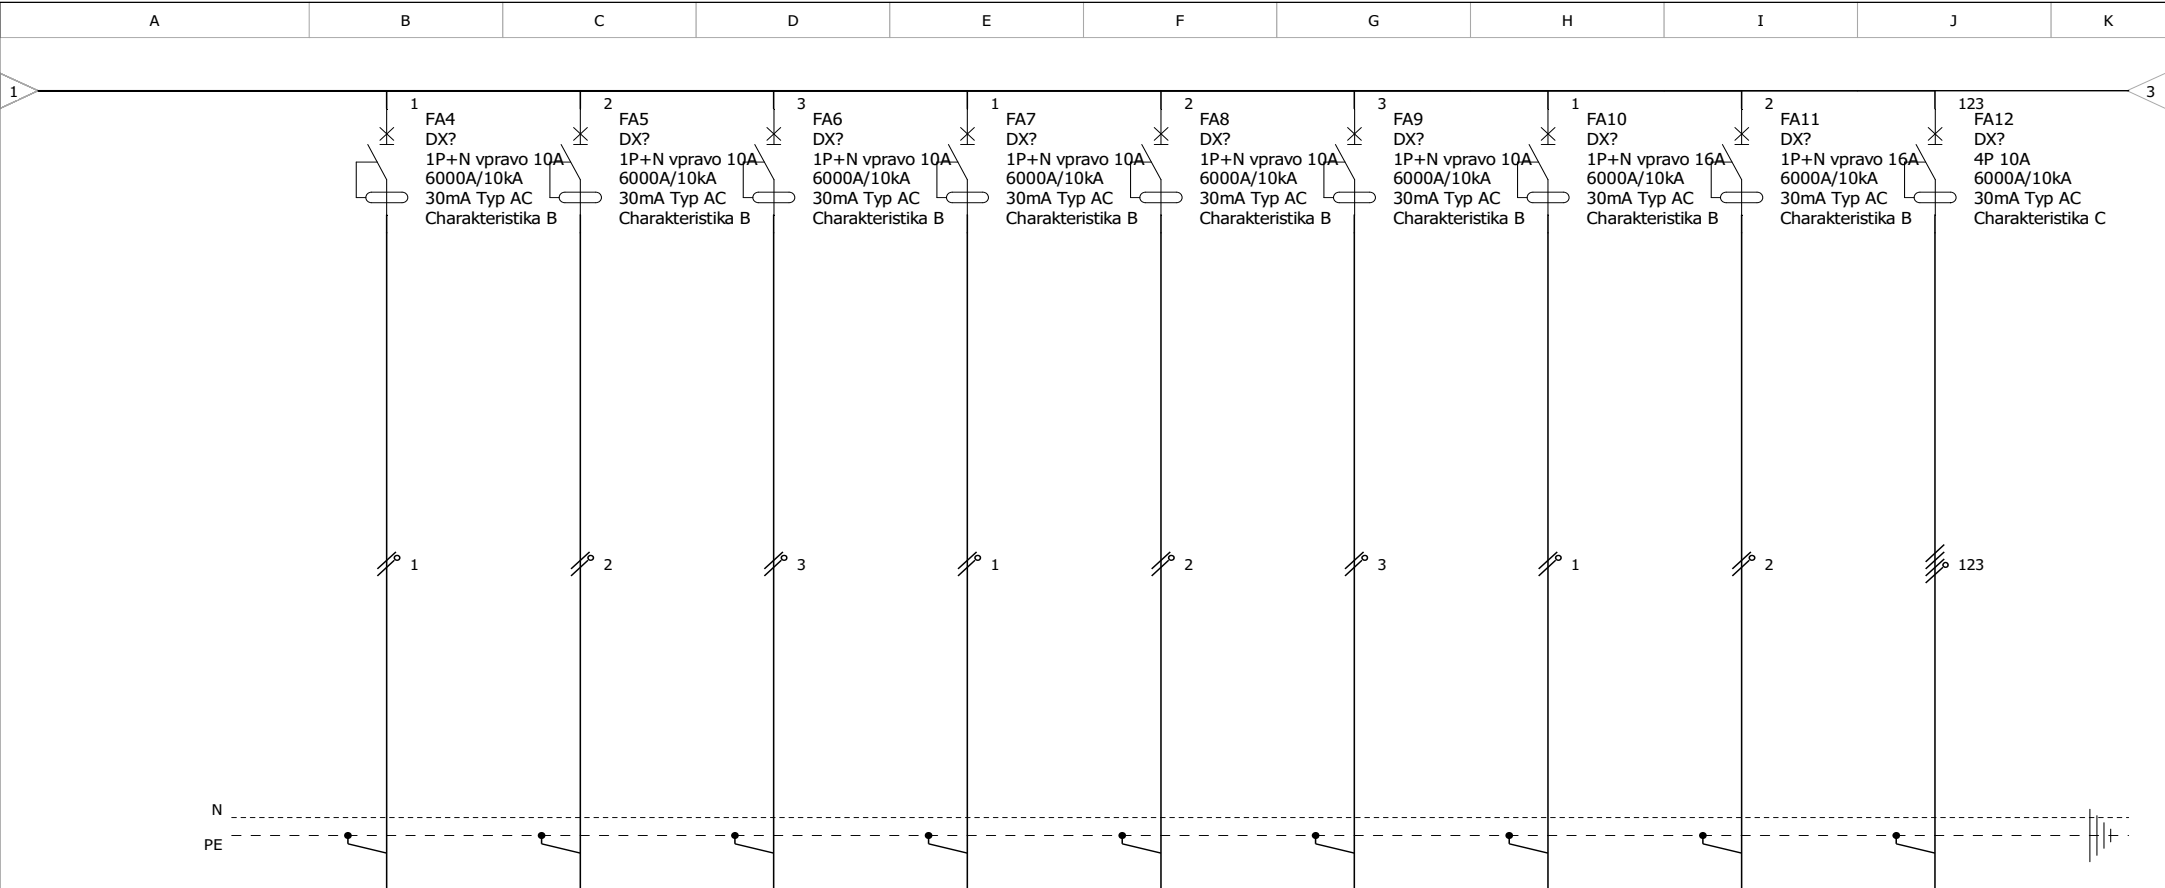 A B C D E F G H I J K
1
3
1
FA4
DX?
1P+N vpravo 10A
6000A/10kA
30mA Typ AC
Charakteristika B
2
FA5
DX?
1P+N vpravo 10A
6000A/10kA
30mA Typ AC
Charakteristika B
3
FA6
DX?
1P+N vpravo 10A
6000A/10kA
30mA Typ AC
Charakteristika B
1
FA7
DX?
1P+N vpravo 10A
6000A/10kA
30mA Typ AC
Charakteristika B
2
FA8
DX?
1P+N vpravo 10A
6000A/10kA
30mA Typ AC
Charakteristika B
3
FA9
DX?
1P+N vpravo 10A
6000A/10kA
30mA Typ AC
Charakteristika B
1
FA10
DX?
1P+N vpravo 16A
6000A/10kA
30mA Typ AC
Charakteristika B
2
FA11
DX?
1P+N vpravo 16A
6000A/10kA
30mA Typ AC
Charakteristika B
123
FA12
DX?
4P 10A
6000A/10kA
30mA Typ AC
Charakteristika C
1 2 3 1 2 3 1 2 123
N
PE